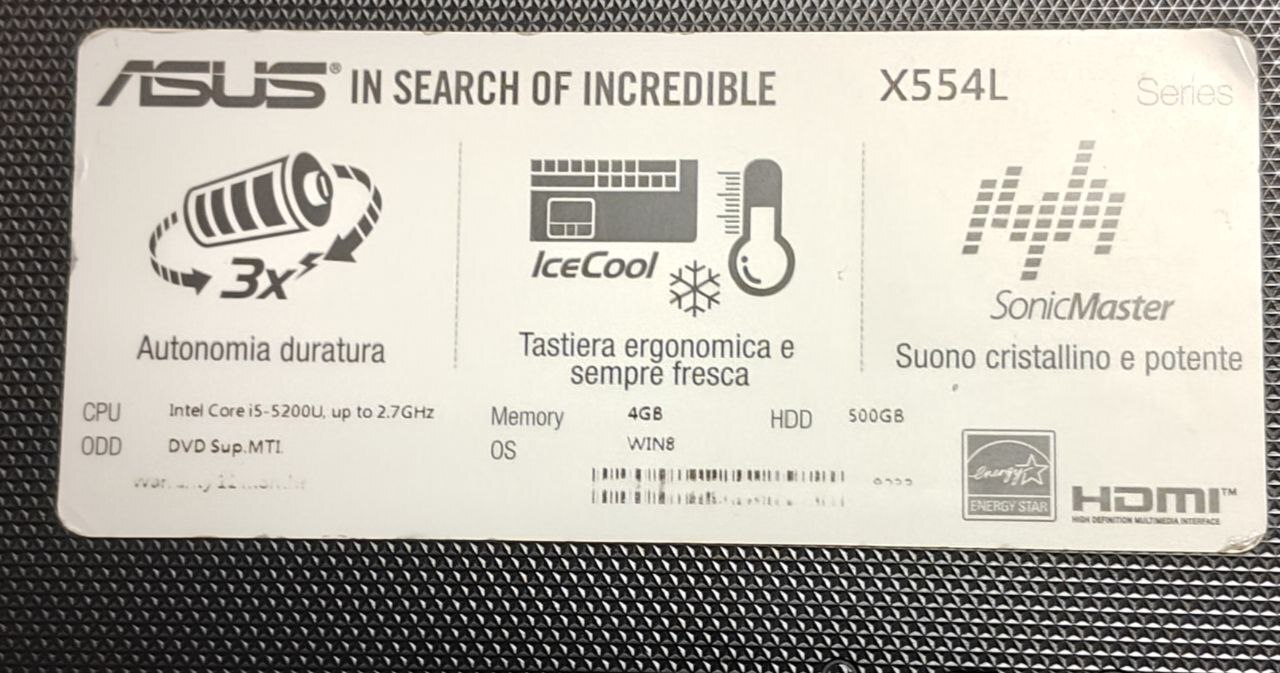 ASUS® IN SEARCH OF INCREDIBLE X554L Series
3x
IceCool
SonicMaster
Autonomia duratura
Tastiera ergonomica e
sempre fresca
Suono cristallino e potente
CPU Intel Core i5-5200U, up to 2.7GHz Memory 4GB HDD 500GB
ODD DVD Sup.MTI. OS WIN8
energy
ENERGY STAR
HDMI™
HIGH DEFINITION MULTIMEDIA INTERFACE